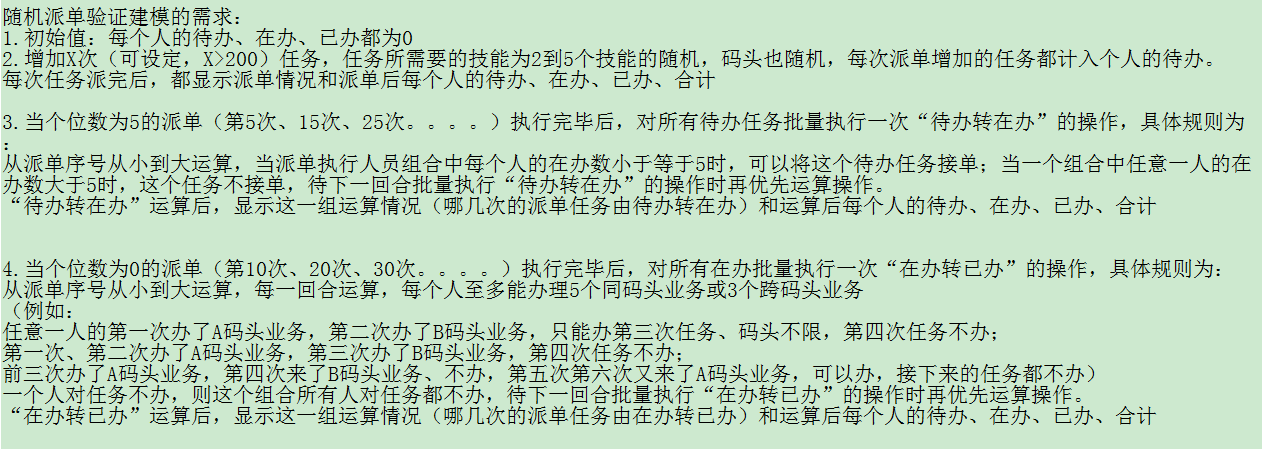 随机派单验证建模的需求：
1.初始值：每个人的待办、在办、已办都为0
2.增加X次（可设定，X>200）任务，任务所需要的技能为2到5个技能的随机，码头也随机，每次派单增加的任务都计入个人的待办。
每次任务派完后，都显示派单情况和派单后每个人的待办、在办、已办、合计
3.当个位数为5的派单（第5次、15次、25次。。。。）执行完毕后，对所有待办任务批量执行一次“待办转在办”的操作，具体规则为
：
从派单序号从小到大运算，当派单执行人员组合中每个人的在办数小于等于5时，可以将这个待办任务接单；当一个组合中任意一人的在
办数大于5时，这个任务不接单，待下一回合批量执行“待办转在办”的操作时再优先运算操作。
“待办转在办”运算后，显示这一组运算情况（哪几次的派单任务由待办转在办）和运算后每个人的待办、在办、已办、合计
4.当个位数为0的派单（第10次、20次、30次。。。。）执行完毕后，对所有在办批量执行一次“在办转已办”的操作，具体规则为：
从派单序号从小到大运算，每一回合运算，每个人至多能办理5个同码头业务或3个跨码头业务
（例如：
任意一人的第一次办了A码头业务，第二次办了B码头业务，只能办第三次任务、码头不限，第四次任务不办；
第一次、第二次办了A码头业务，第三次办了B码头业务，第四次任务不办；
前三次办了A码头业务，第四次来了B码头业务、不办，第五次第六次又来了A码头业务，可以办，接下来的任务都不办）
一个人对任务不办，则这个组合所有人对任务都不办，待下一回合批量执行“在办转已办”的操作时再优先运算操作。
“在办转已办”运算后，显示这一组运算情况（哪几次的派单任务由在办转已办）和运算后每个人的待办、在办、已办、合计